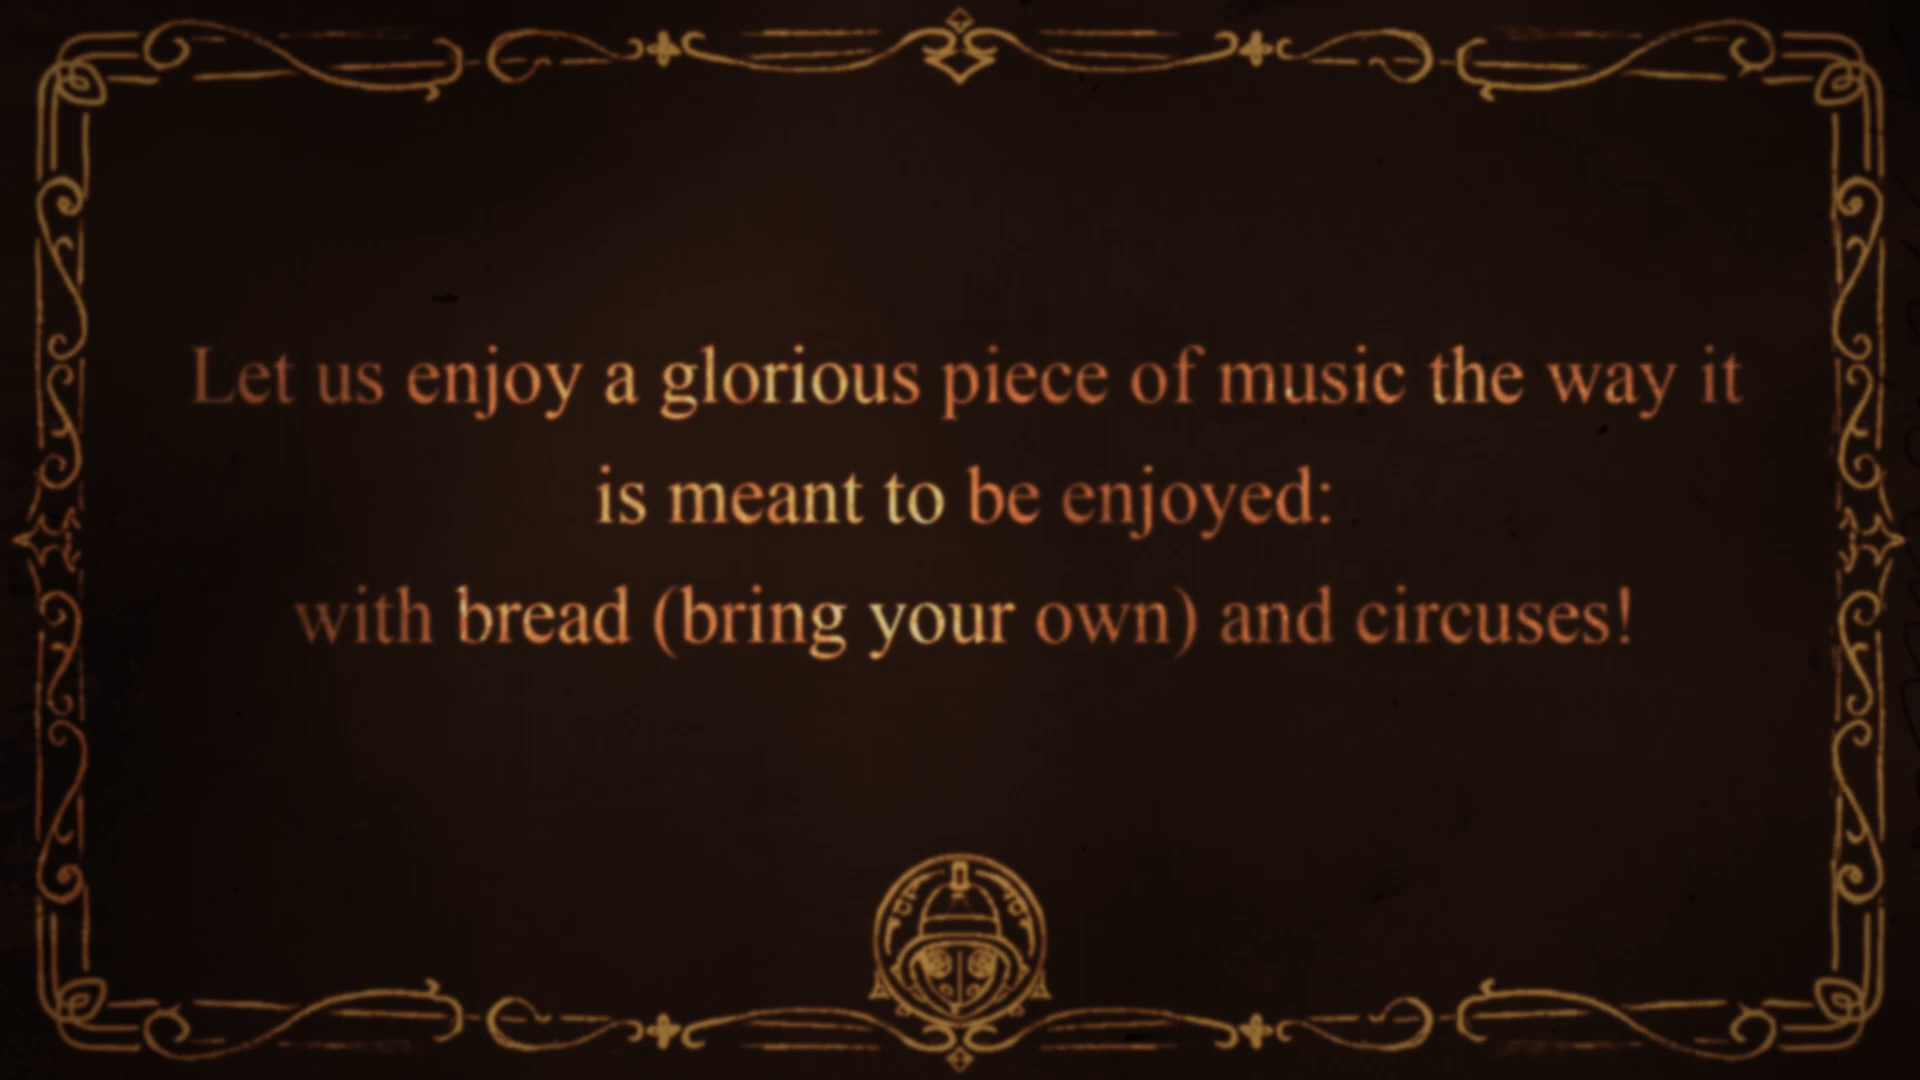 Let us enjoy a glorious piece of music the way it
is meant to be enjoyed:
with bread (bring your own) and circuses!